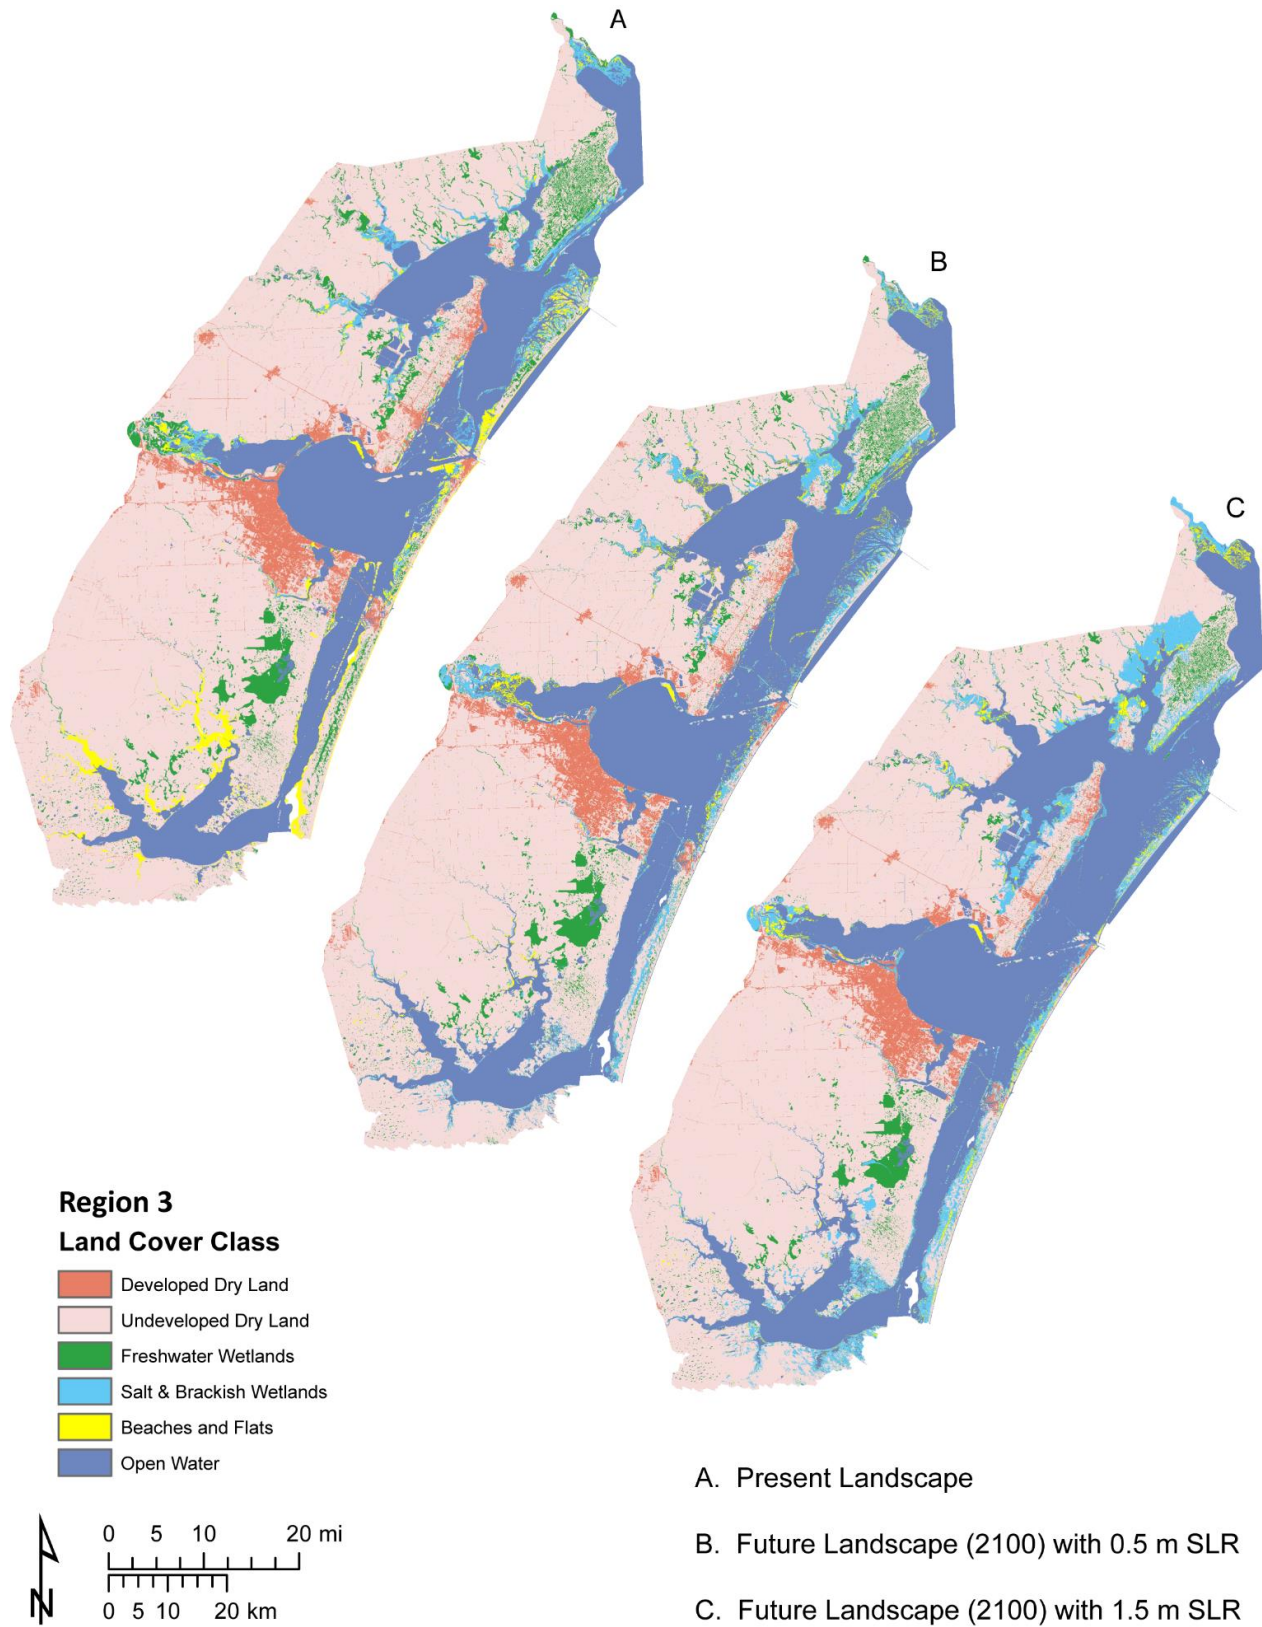 A
B
C
Region 3
Land Cover Class
Developed Dry Land
Undeveloped Dry Land
Freshwater Wetlands
Salt & Brackish Wetlands
Beaches and Flats
Open Water
A. Present Landscape
B. Future Landscape (2100) with 0.5 m SLR
C. Future Landscape (2100) with 1.5 m SLR
N
0 5 10 20 mi
0 5 10 20 km